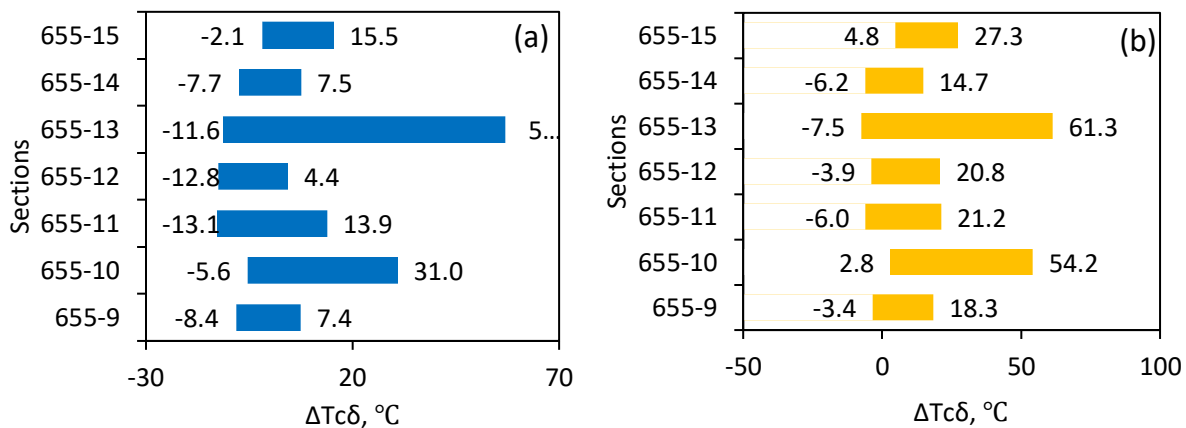 (a)
Sections
655-15 -2.1 15.5
655-14 -7.7 7.5
655-13 -11.6 5...
655-12 -12.8 4.4
655-11 -13.1 13.9
655-10 -5.6 31.0
655-9 -8.4 7.4
-30 20 70
ΔTcδ, ℃
(b)
Sections
655-15 4.8 27.3
655-14 -6.2 14.7
655-13 -7.5 61.3
655-12 -3.9 20.8
655-11 -6.0 21.2
655-10 2.8 54.2
655-9 -3.4 18.3
-50 0 50 100
ΔTcδ, ℃